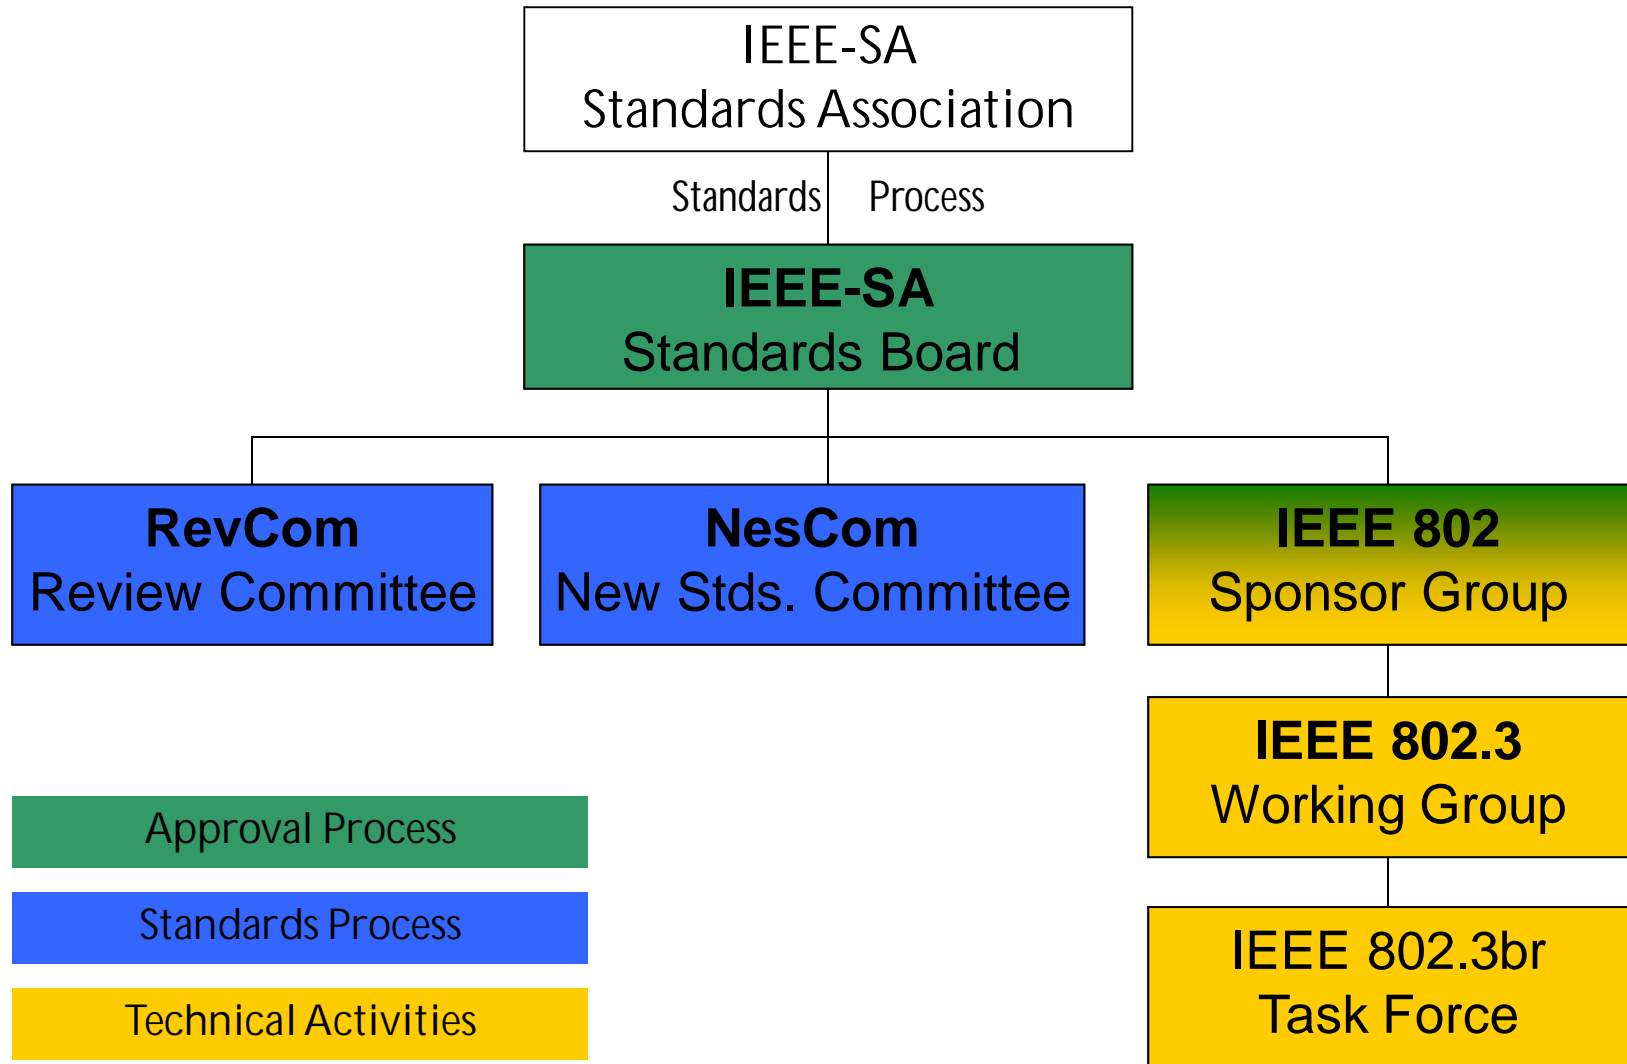 IEEE-SA
Standards Association
Standards Process
IEEE-SA
Standards Board
RevCom
Review Committee
NesCom
New Stds. Committee
IEEE 802
Sponsor Group
IEEE 802.3
Working Group
IEEE 802.3br
Task Force
Approval Process
Standards Process
Technical Activities